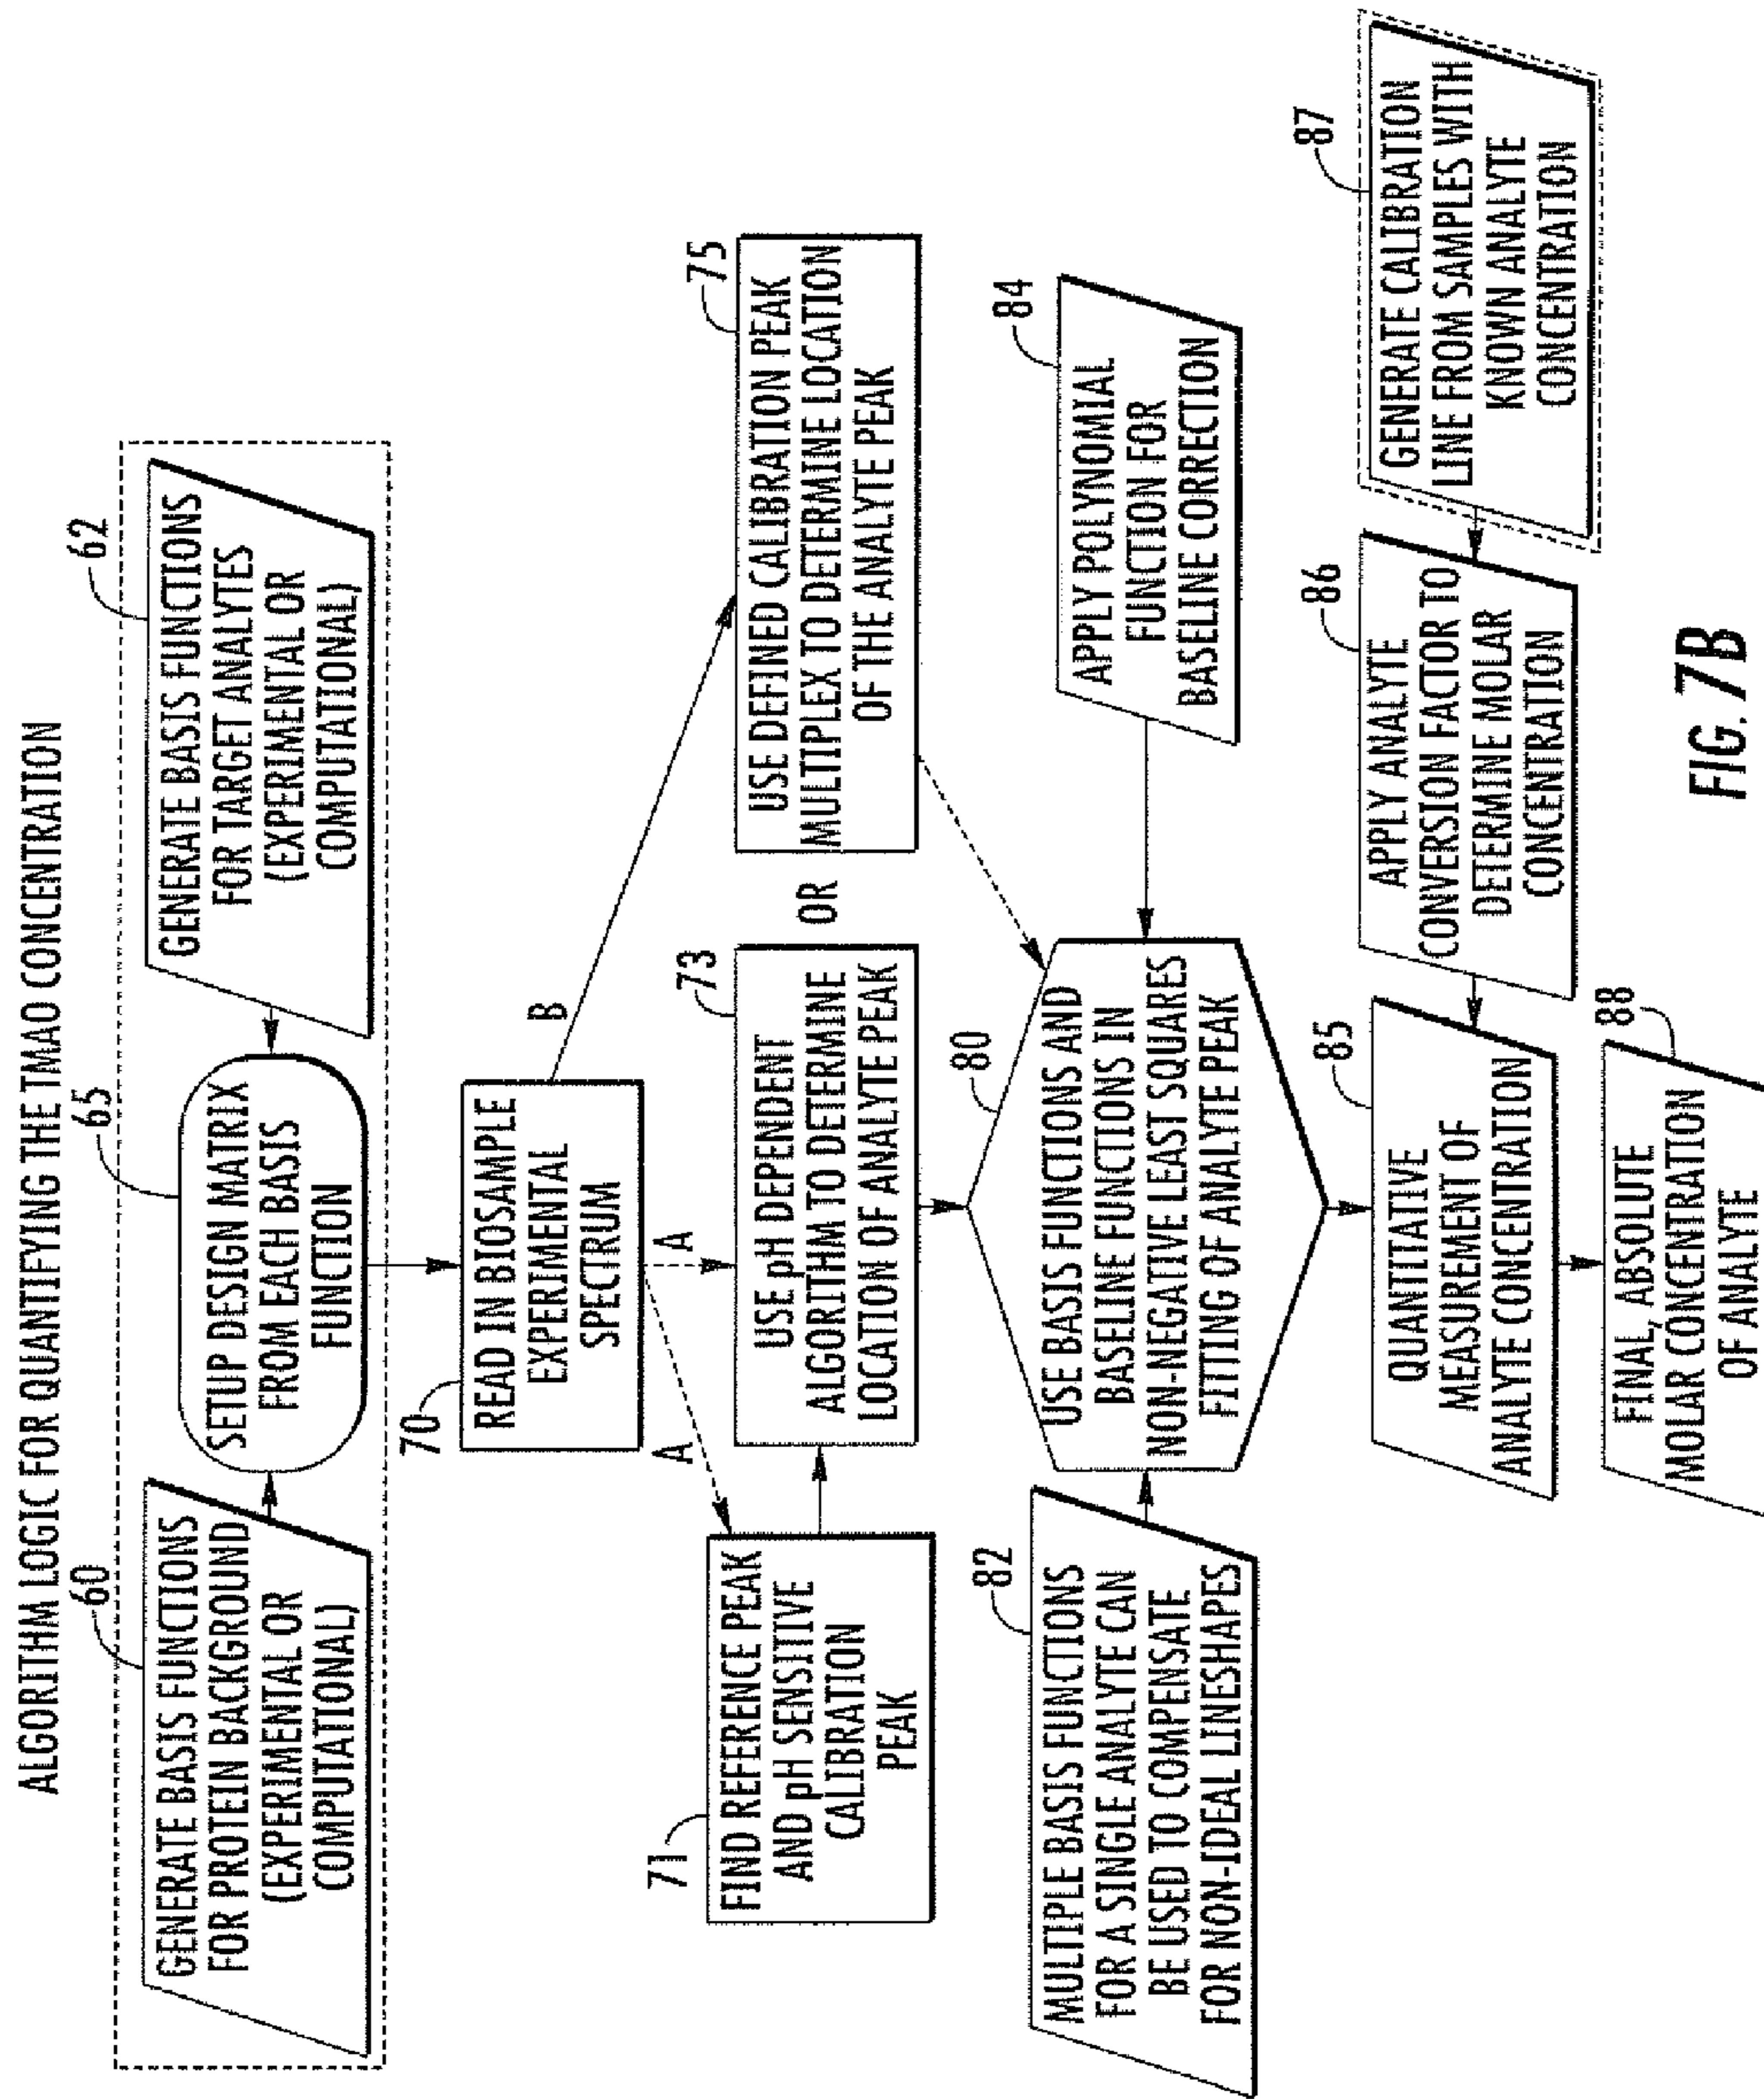 ALGORITHM LOGIC FOR QUANTIFYING THE TMAO CONCENTRATION
60
GENERATE BASIS FUNCTIONS
FOR PROTEIN BACKGROUND
(EXPERIMENTAL OR
COMPUTATIONAL)
65
SETUP DESIGN MATRIX
FROM EACH BASIS
FUNCTION
62
GENERATE BASIS FUNCTIONS
FOR TARGET ANALYTES
(EXPERIMENTAL OR
COMPUTATIONAL)
70
READ IN BIOSAMPLE
EXPERIMENTAL
SPECTRUM
A
A
B
71
FIND REFERENCE PEAK
AND pH SENSITIVE
CALIBRATION
PEAK
73
USE pH DEPENDENT
ALGORITHM TO DETERMINE
LOCATION OF ANALYTE PEAK
OR
75
USE DEFINED CALIBRATION PEAK
MULTIPLEX TO DETERMINE LOCATION
OF THE ANALYTE PEAK
82
MULTIPLE BASIS FUNCTIONS
FOR A SINGLE ANALYTE CAN
BE USED TO COMPENSATE
FOR NON-IDEAL LINESHAPES
80
USE BASIS FUNCTIONS AND
BASELINE FUNCTIONS IN
NON-NEGATIVE LEAST SQUARES
FITTING OF ANALYTE PEAK
84
APPLY POLYNOMIAL
FUNCTION FOR
BASELINE CORRECTION
85
QUANTITATIVE
MEASUREMENT OF
ANALYTE CONCENTRATION
86
APPLY ANALYTE
CONVERSION FACTOR TO
DETERMINE MOLAR
CONCENTRATION
87
GENERATE CALIBRATION
LINE FROM SAMPLES WITH
KNOWN ANALYTE
CONCENTRATION
88
FINAL, ABSOLUTE
MOLAR CONCENTRATION
OF ANALYTE
FIG. 7B